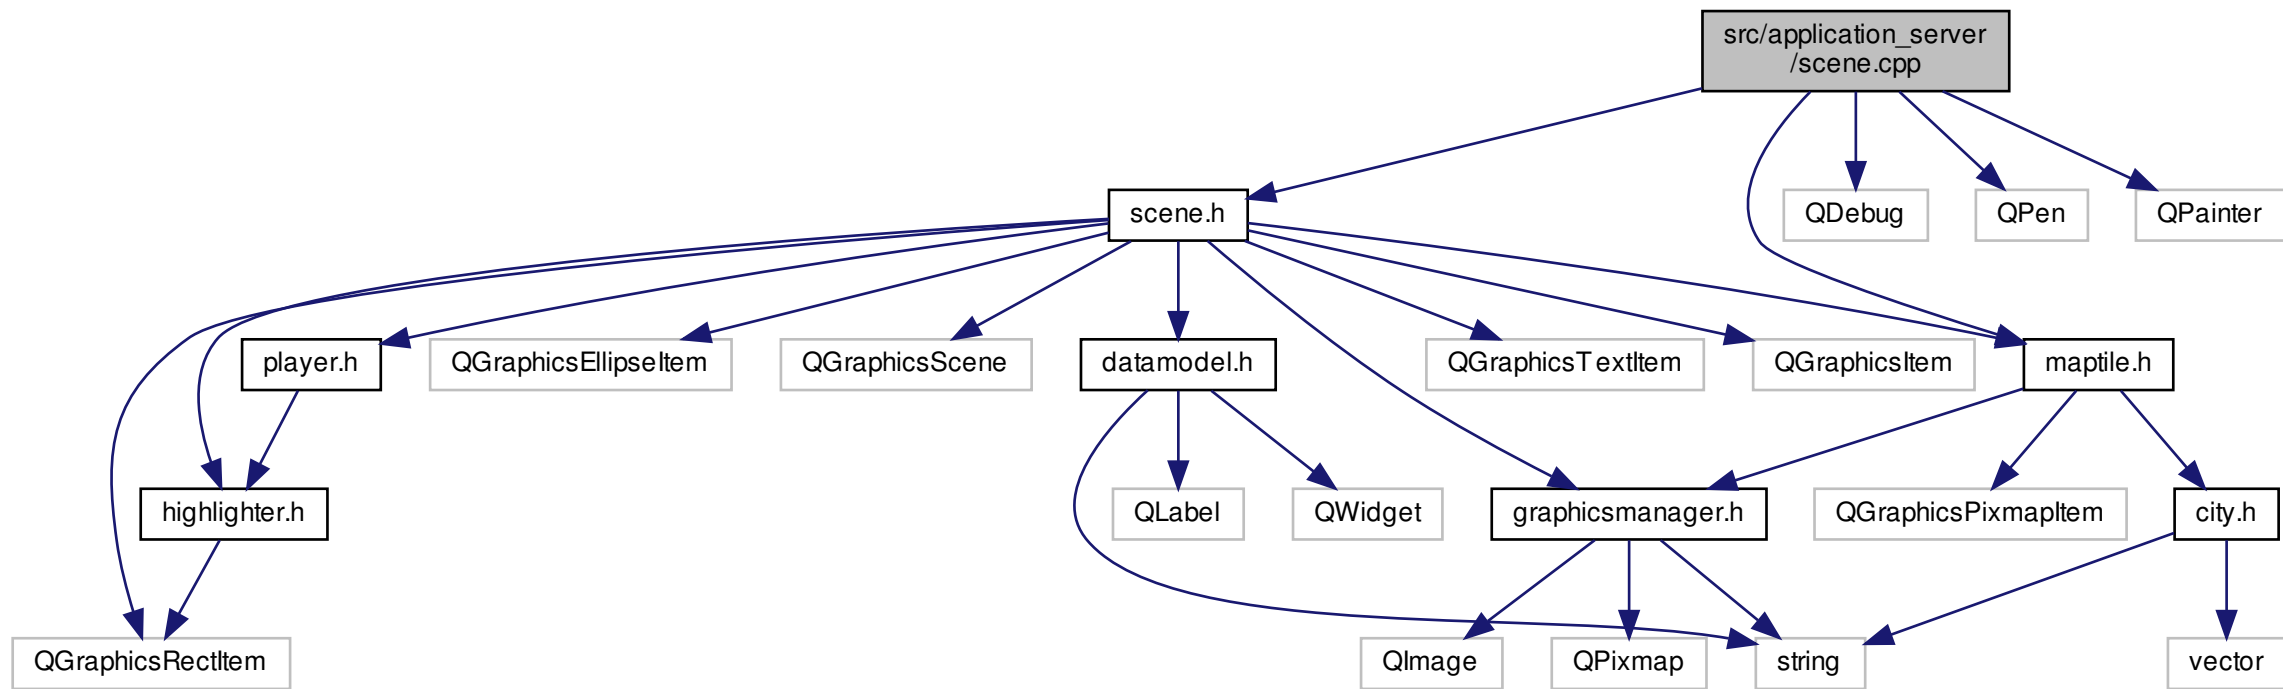 src/application_server
/scene.cpp
scene.h
QDebug
QPen
QPainter
player.h
QGraphicsEllipseItem
QGraphicsScene
datamodel.h
QGraphicsTextItem
QGraphicsItem
maptile.h
highlighter.h
QLabel
QWidget
graphicsmanager.h
QGraphicsPixmapItem
city.h
QGraphicsRectItem
QImage
QPixmap
string
vector